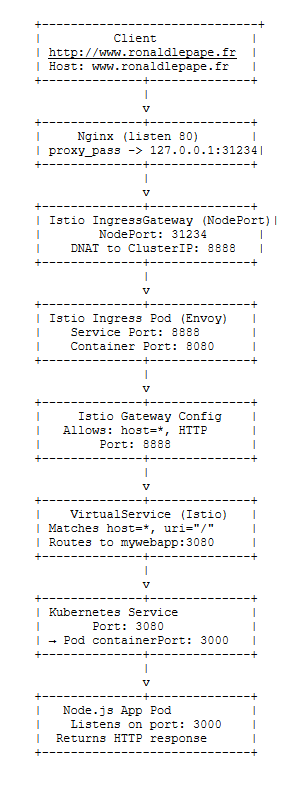 Client
http://www.ronaldlepape.fr
Host: www.ronaldlepape.fr
v
Nginx (listen 80)
proxy_pass -> 127.0.0.1:31234
v
Istio IngressGateway (NodePort)
NodePort: 31234
DNAT to ClusterIP: 8888
v
Istio Ingress Pod (Envoy)
Service Port: 8888
Container Port: 8080
v
Istio Gateway Config
Allows: host=*, HTTP
Port: 8888
v
VirtualService (Istio)
Matches host=*, uri="/"
Routes to mywebapp:3080
v
Kubernetes Service
Port: 3080
→ Pod containerPort: 3000
v
Node.js App Pod
Listens on port: 3000
Returns HTTP response